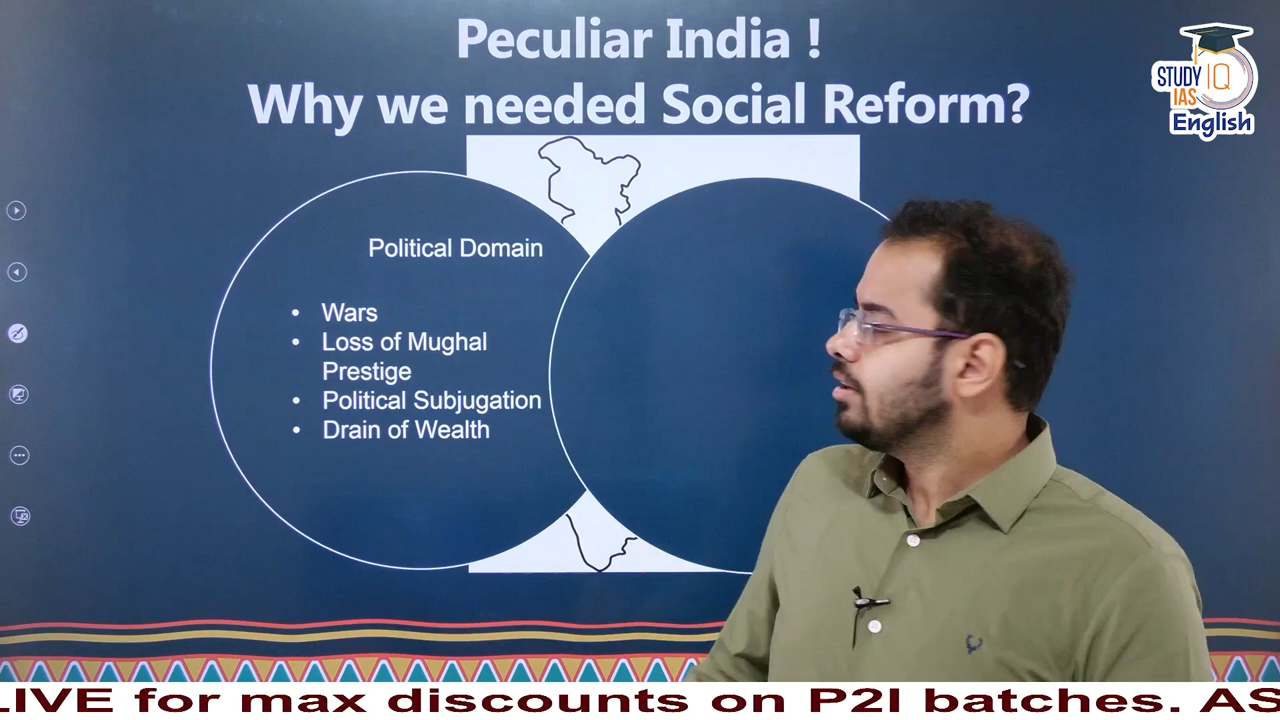 Peculiar India !
Why we needed Social Reform?
STUDY IQ
IAS
English
Political Domain
• Wars
• Loss of Mughal
Prestige
• Political Subjugation
• Drain of Wealth
LIVE for max discounts on P2I batches. AS